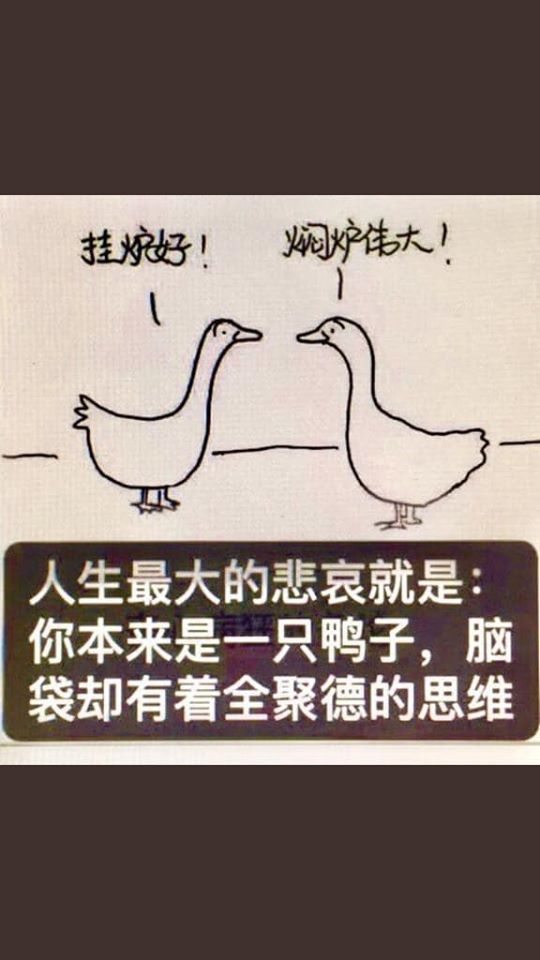 挂炉好！
焖炉伟大！
人生最大的悲哀就是：
你本来是一只鸭子，脑
袋却有着全聚德的思维